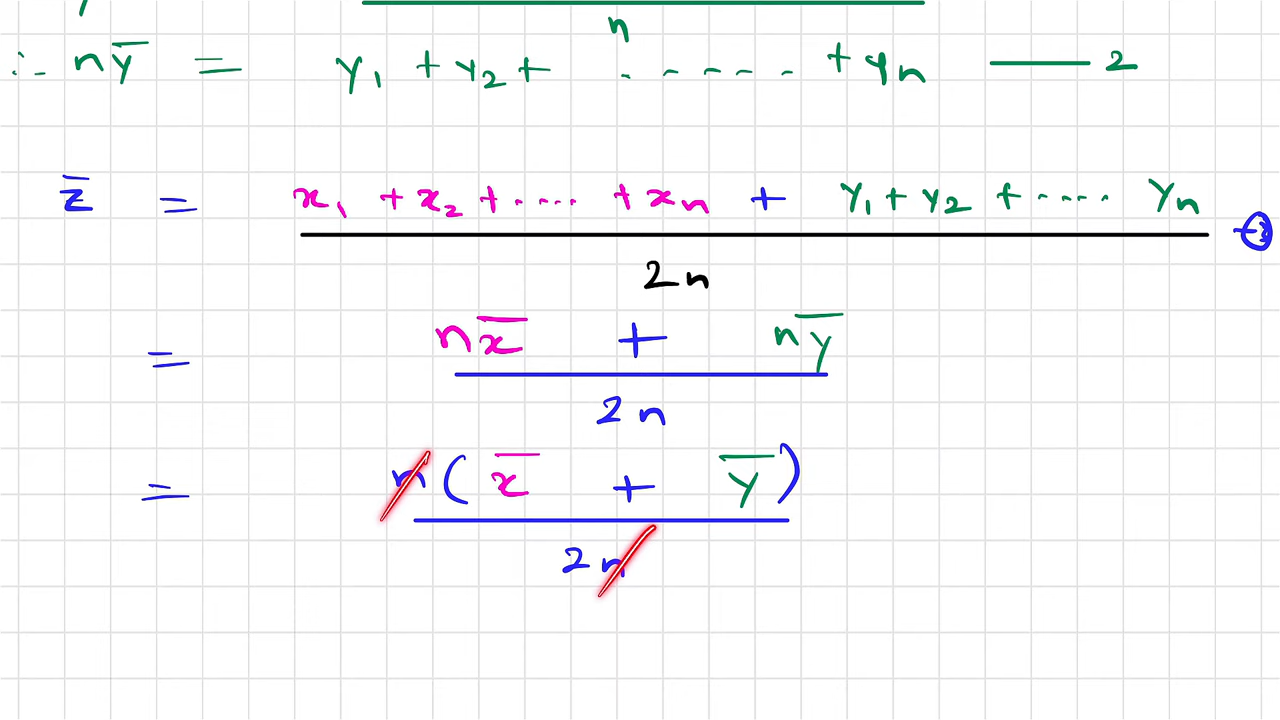 n
∴ nȳ = y₁ + y₂ + ...... + yₙ —— 2
z̄ = x₁ + x₂ + .... + xₙ + y₁ + y₂ + .... yₙ
2n
= nx̄ + nȳ
2n
= n ( x̄ + ȳ )
2n